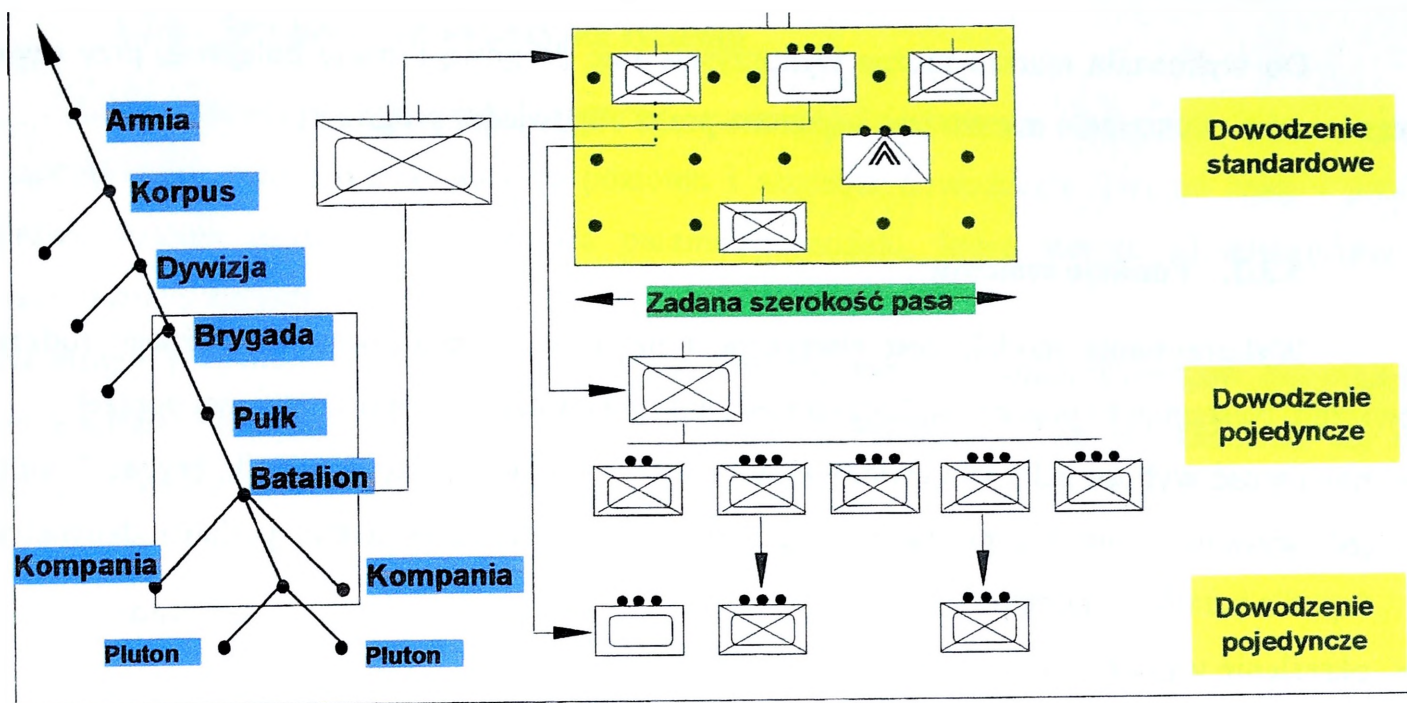 Armia
Korpus
Dywizja
Brygada
Pułk
Batalion
Kompania
Kompania
Pluton
Pluton
Zadana szerokość pasa
Dowodzenie
standardowe
Dowodzenie
pojedyncze
Dowodzenie
pojedyncze